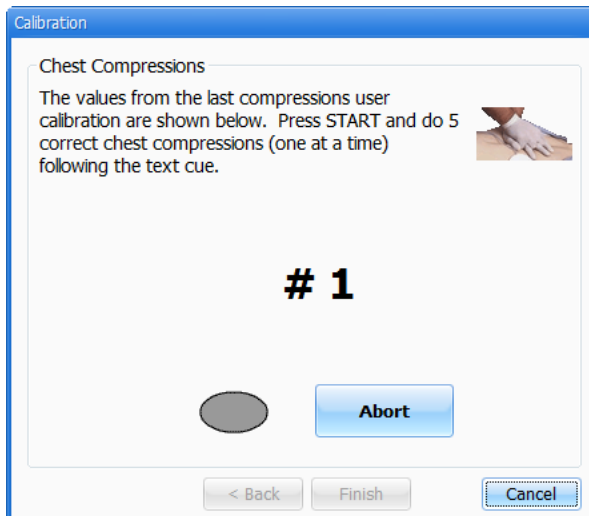 Calibration
Chest Compressions
The values from the last compressions user
calibration are shown below. Press START and do 5
correct chest compressions (one at a time)
following the text cue.
# 1
Abort
< Back
Finish
Cancel